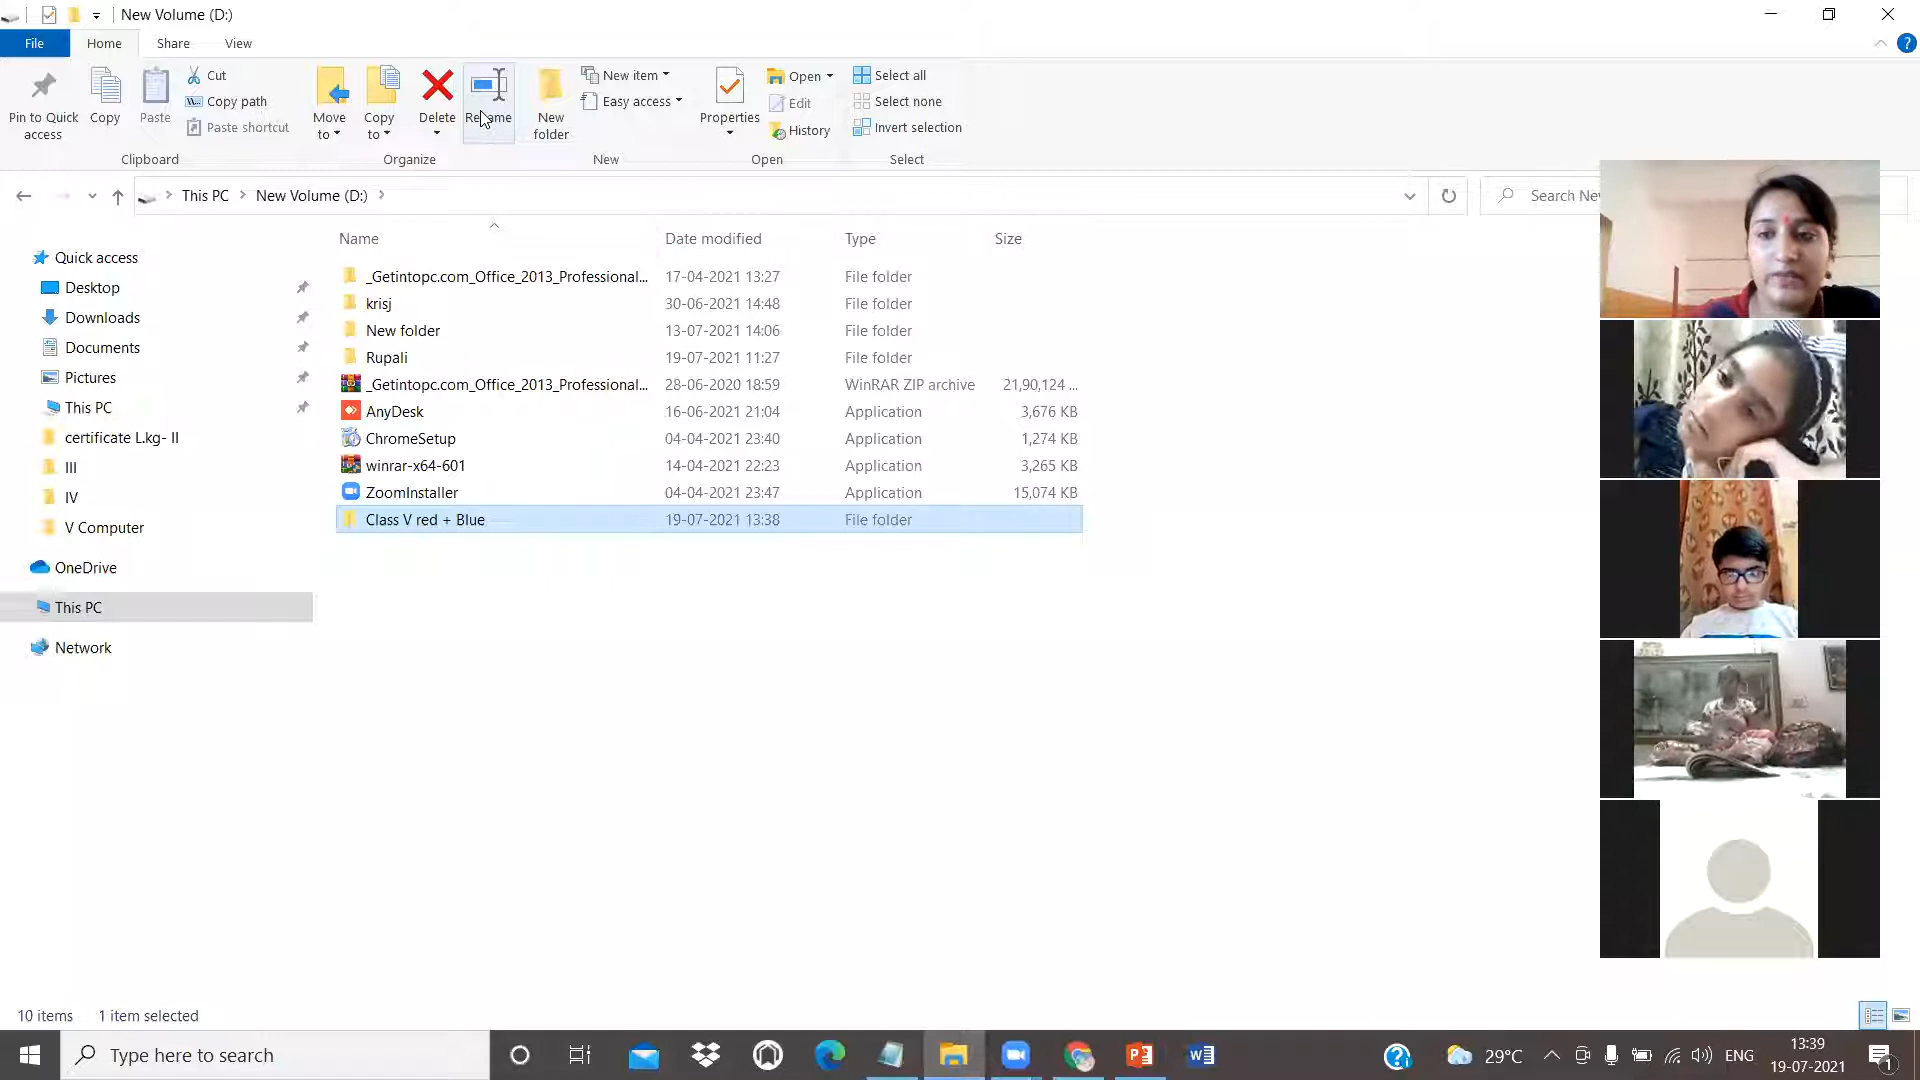 New Volume (D:)
File Home Share View
Pin to Quick access
Copy
Paste
Cut
Copy path
Paste shortcut
Clipboard
Move to
Copy to
Delete
Rename
Organize
New folder
New item
Easy access
New
Properties
Open
Edit
History
Open
Select all
Select none
Invert selection
Select
This PC New Volume (D:)
Search Ne
Name Date modified Type Size
Quick access
Desktop
Downloads
Documents
Pictures
This PC
certificate L.kg- II
III
IV
V Computer
OneDrive
This PC
Network
_Getintopc.com_Office_2013_Professional... 17-04-2021 13:27 File folder
krisj 30-06-2021 14:48 File folder
New folder 13-07-2021 14:06 File folder
Rupali 19-07-2021 11:27 File folder
_Getintopc.com_Office_2013_Professional... 28-06-2020 18:59 WinRAR ZIP archive 21,90,124 ...
AnyDesk 16-06-2021 21:04 Application 3,676 KB
ChromeSetup 04-04-2021 23:40 Application 1,274 KB
winrar-x64-601 14-04-2021 22:23 Application 3,265 KB
ZoomInstaller 04-04-2021 23:47 Application 15,074 KB
Class V red + Blue 19-07-2021 13:38 File folder
10 items 1 item selected
Type here to search
29°C
ENG
13:39
19-07-2021
1